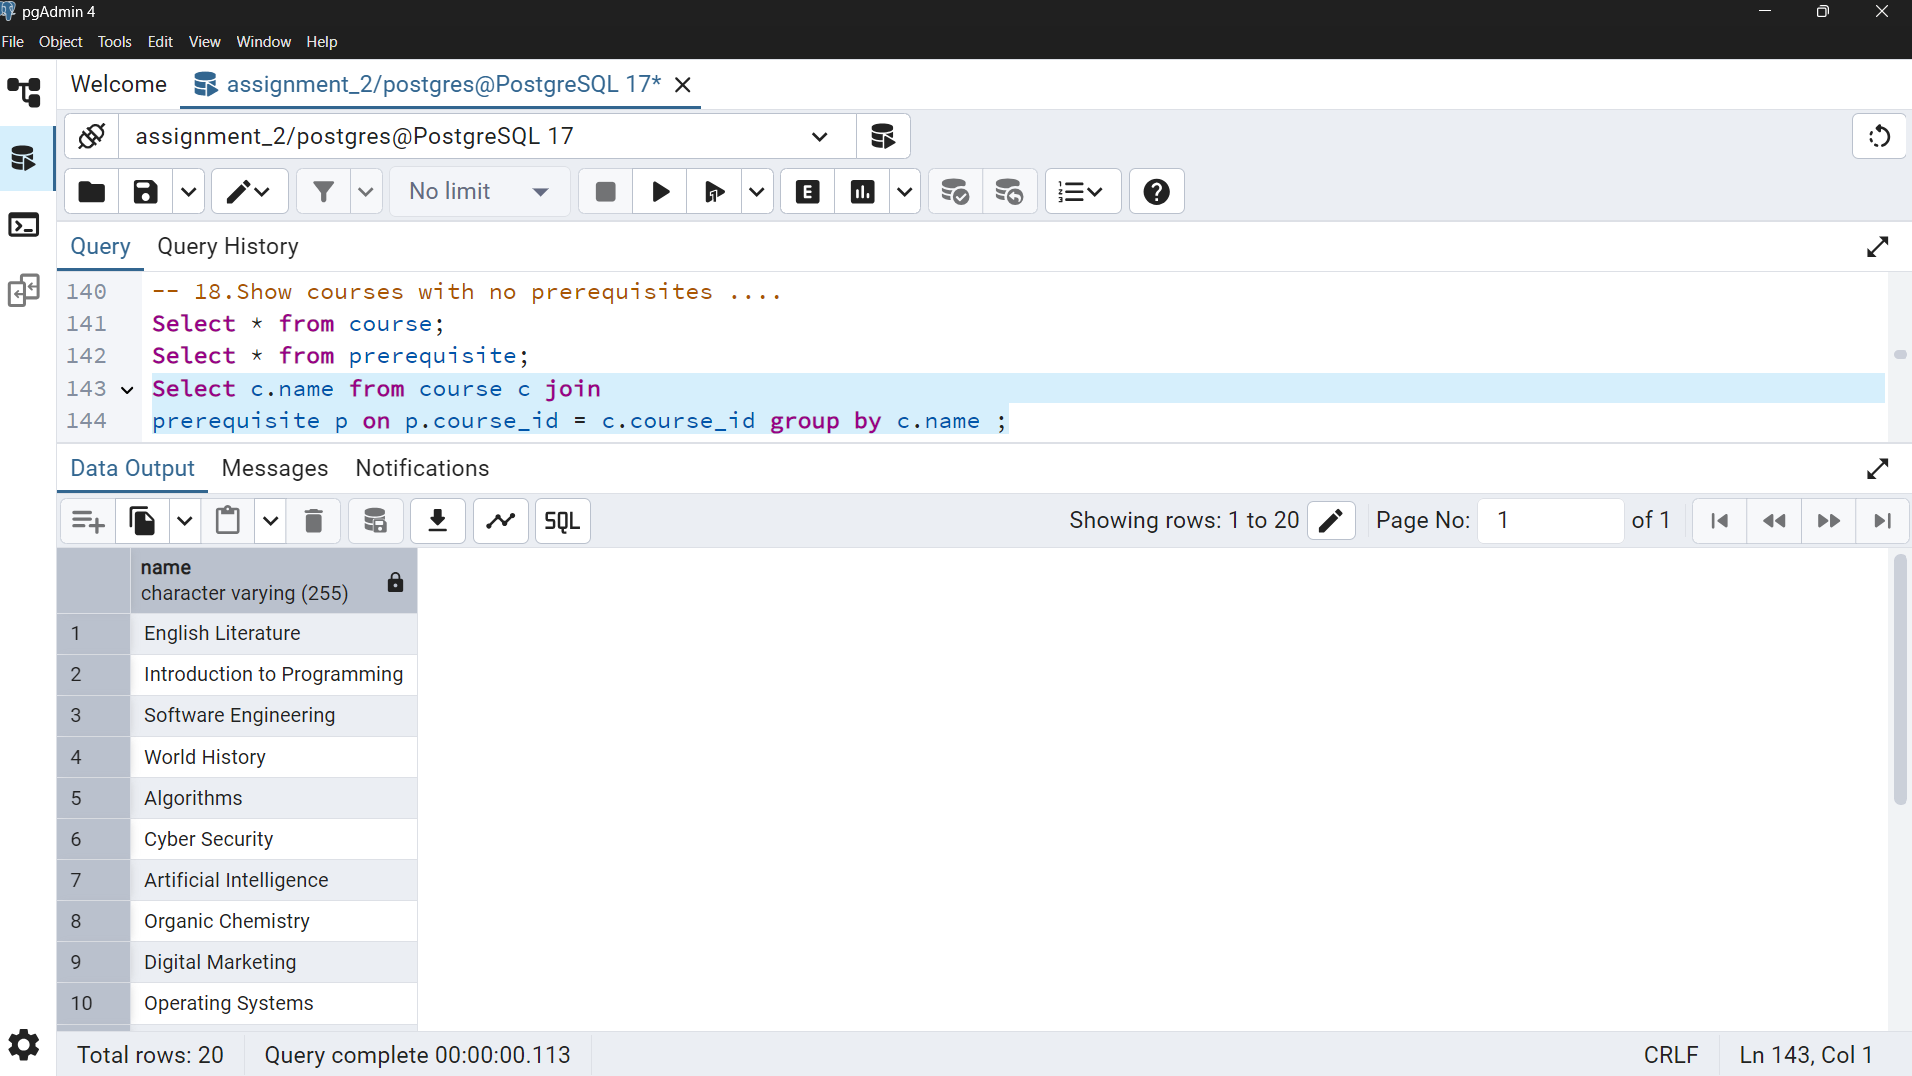 pgAdmin 4
File Object Tools Edit View Window Help
Welcome assignment_2/postgres@PostgreSQL 17*
assignment_2/postgres@PostgreSQL 17
No limit
E
Query Query History
140 -- 18.Show courses with no prerequisites ....
141 Select * from course;
142 Select * from prerequisite;
143 Select c.name from course c join
144 prerequisite p on p.course_id = c.course_id group by c.name ;
Data Output Messages Notifications
SQL Showing rows: 1 to 20 Page No: 1 of 1
name
character varying (255)
1 English Literature
2 Introduction to Programming
3 Software Engineering
4 World History
5 Algorithms
6 Cyber Security
7 Artificial Intelligence
8 Organic Chemistry
9 Digital Marketing
10 Operating Systems
Total rows: 20 Query complete 00:00:00.113 CRLF Ln 143, Col 1